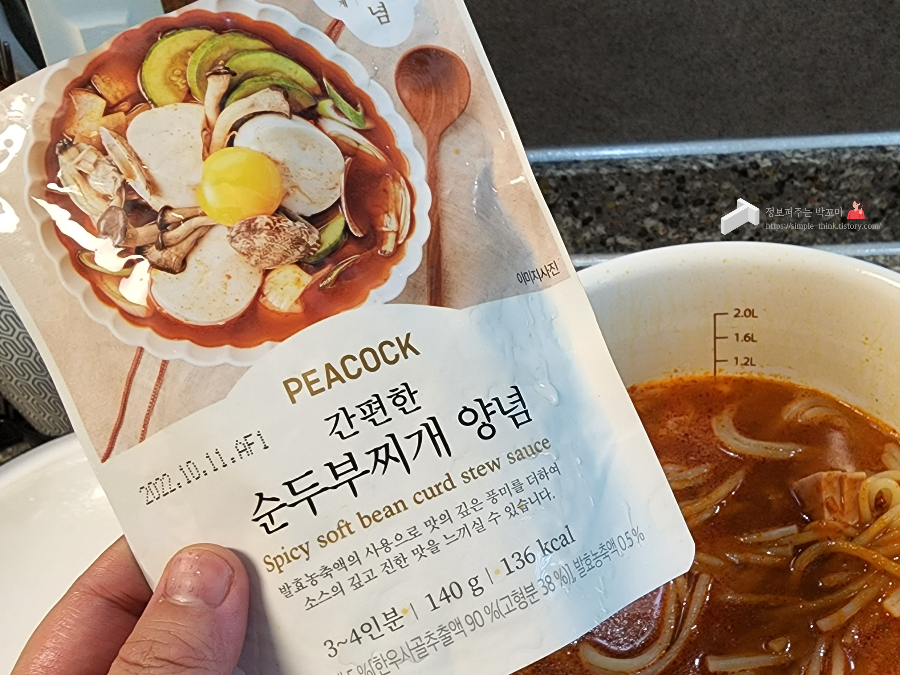 념
이미지사진
정보펴주는 박꼬미
https://simple-think.tistory.com/
2.0L
1.6L
1.2L
PEACOCK
간편한
순두부찌개 양념
2022.10.11.AF1
Spicy soft bean curd stew sauce
발효농축액의 사용으로 맛의 깊은 풍미를 더하여
소스의 깊고 진한 맛을 느끼실 수 있습니다.
3~4인분 | 140 g | 136 kcal
5 %[한우사골추출액 90 %(고형분 38 %)], 발효농축액 0.5 %